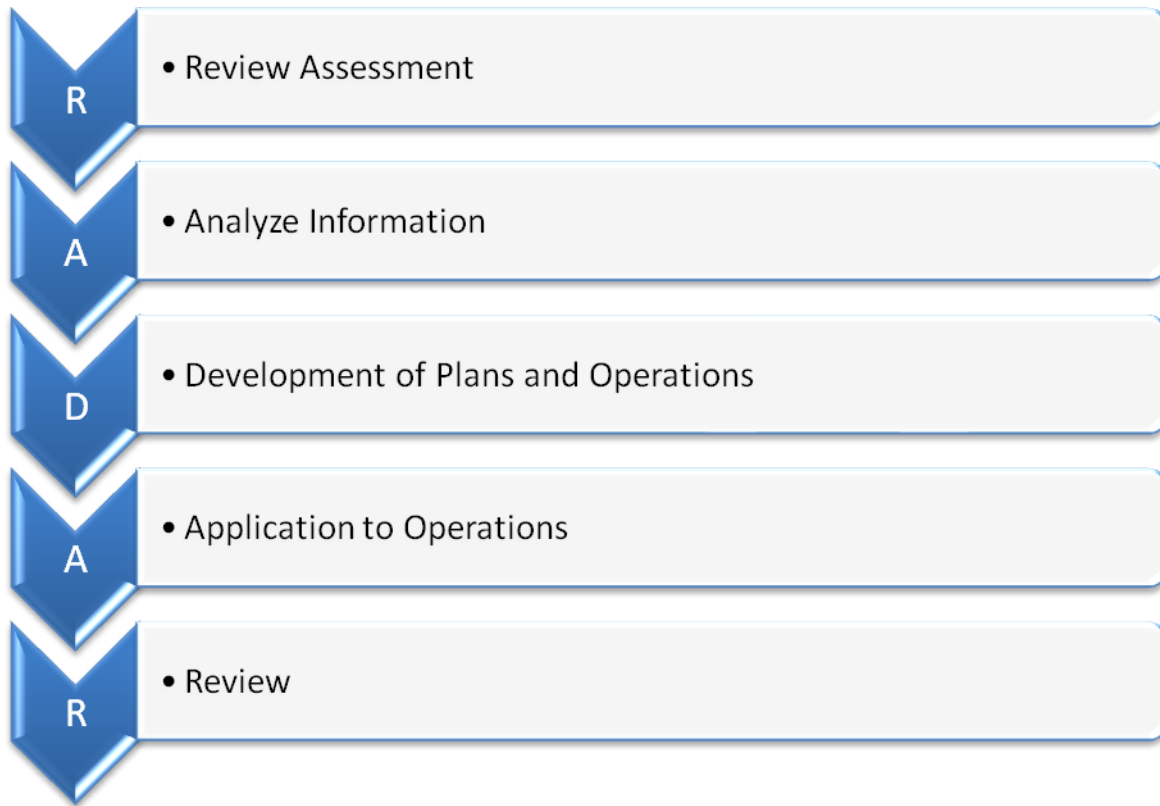 R
• Review Assessment
A
• Analyze Information
D
• Development of Plans and Operations
A
• Application to Operations
R
• Review